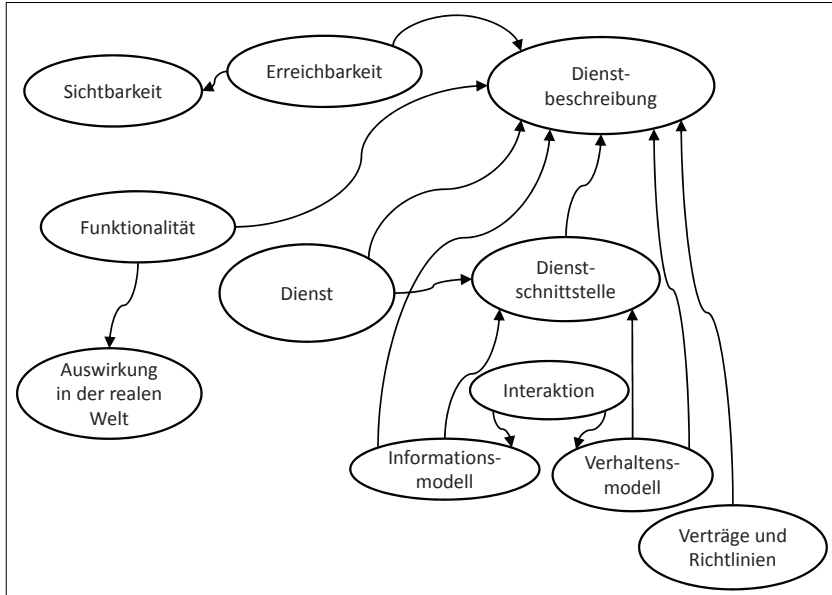 Erreichbarkeit
Sichtbarkeit
Dienst-
beschreibung
Funktionalität
Dienst
Dienst-
schnittstelle
Auswirkung
in der realen
Welt
Interaktion
Informations-
modell
Verhaltens-
modell
Verträge und
Richtlinien